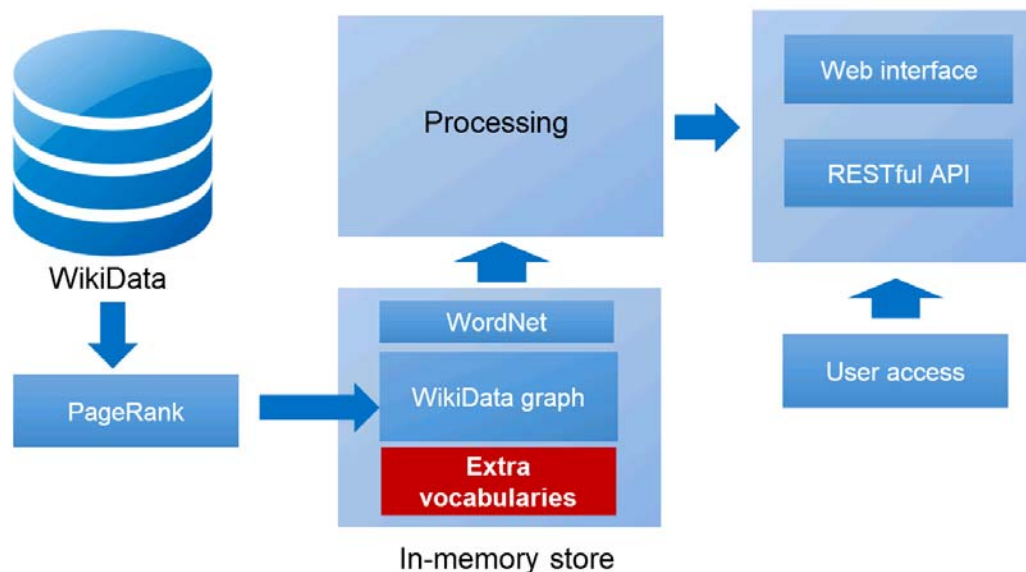 WikiData
PageRank
Processing
WordNet
WikiData graph
Extra
vocabularies
In-memory store
Web interface
RESTful API
User access